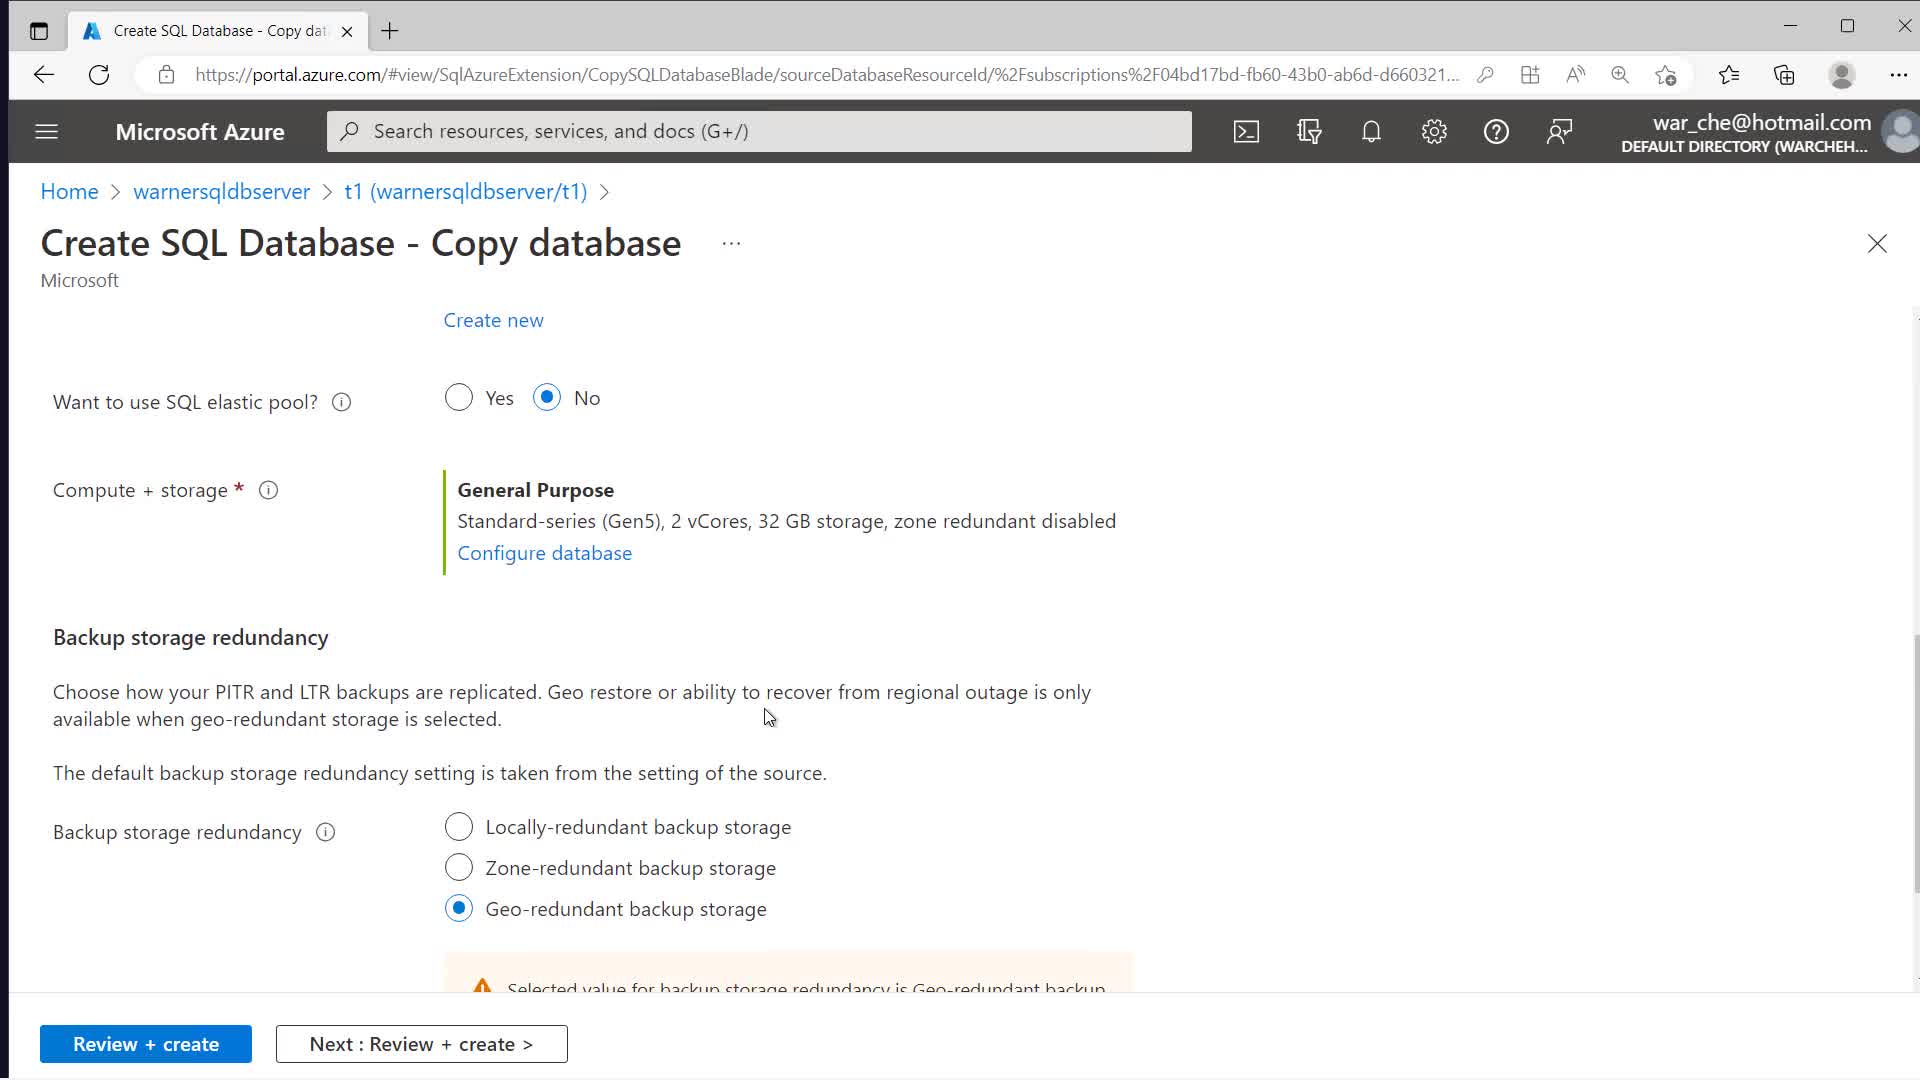 Create SQL Database - Copy dat
https://portal.azure.com/#view/SqlAzureExtension/CopySQLDatabaseBlade/sourceDatabaseResourceId/%2Fsubscriptions%2F04bd17bd-fb60-43b0-ab6d-d660321...
Microsoft Azure
Search resources, services, and docs (G+/)
war_che@hotmail.com
DEFAULT DIRECTORY (WARCHEH...
Home > warnersqldbserver > t1 (warnersqldbserver/t1) >
Create SQL Database - Copy database ...
Microsoft
Create new
Want to use SQL elastic pool? Yes No
Compute + storage * General Purpose
Standard-series (Gen5), 2 vCores, 32 GB storage, zone redundant disabled
Configure database
Backup storage redundancy
Choose how your PITR and LTR backups are replicated. Geo restore or ability to recover from regional outage is only
available when geo-redundant storage is selected.
The default backup storage redundancy setting is taken from the setting of the source.
Backup storage redundancy Locally-redundant backup storage
Zone-redundant backup storage
Geo-redundant backup storage
Selected value for backup storage redundancy is Geo-redundant backup
Review + create Next : Review + create >